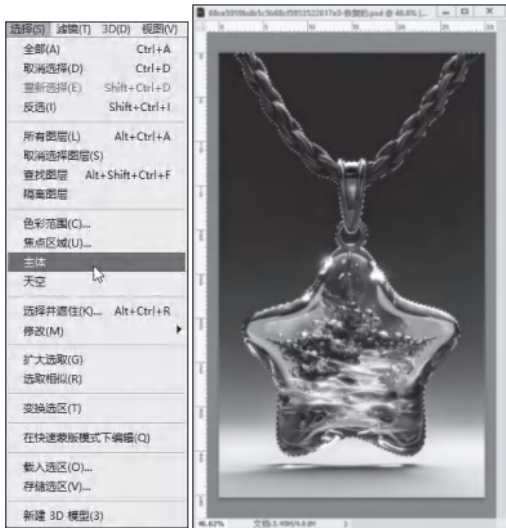 选择(S) 滤镜(T) 3D(D) 视图(V)
全部(A) Ctrl+A
取消选择(D) Ctrl+D
重新选择(E) Shift+Ctrl+D
反选(I) Shift+Ctrl+I
所有图层(L) Alt+Ctrl+A
取消选择图层(S)
查找图层 Alt+Shift+Ctrl+F
隔离图层
色彩范围(C)...
焦点区域(U)...
主体
天空
选择并遮住(K)... Alt+Ctrl+R
修改(M)
扩大选取(G)
选取相似(R)
变换选区(T)
在快速蒙版模式下编辑(Q)
载入选区(O)...
存储选区(V)...
新建 3D 模型(3)
46.62%